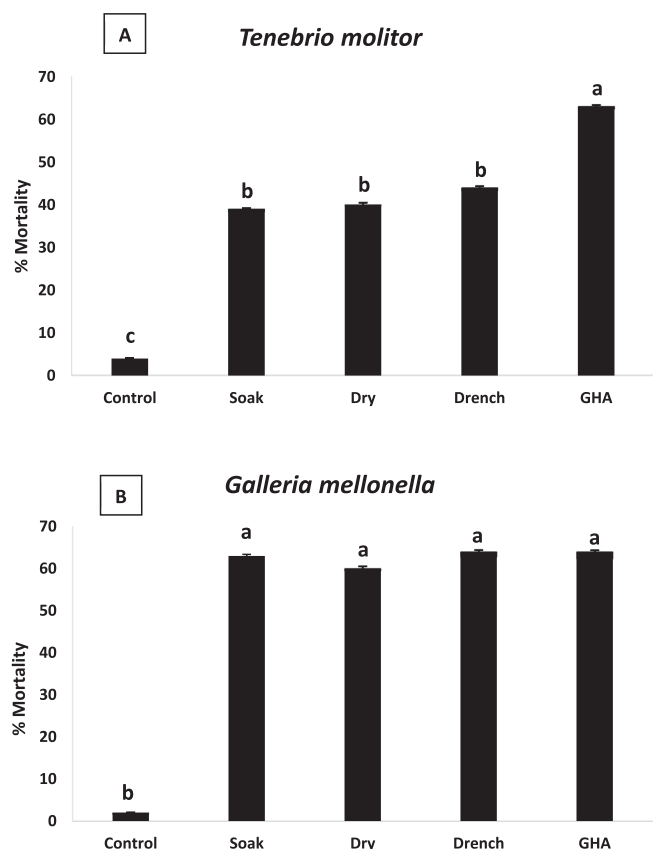 A
Tenebrio molitor
% Mortality
70
60
50
40
30
20
10
0
c
b
b
b
a
Control Soak Dry Drench GHA
B
Galleria mellonella
% Mortality
70
60
50
40
30
20
10
0
b
a
a
a
a
Control Soak Dry Drench GHA